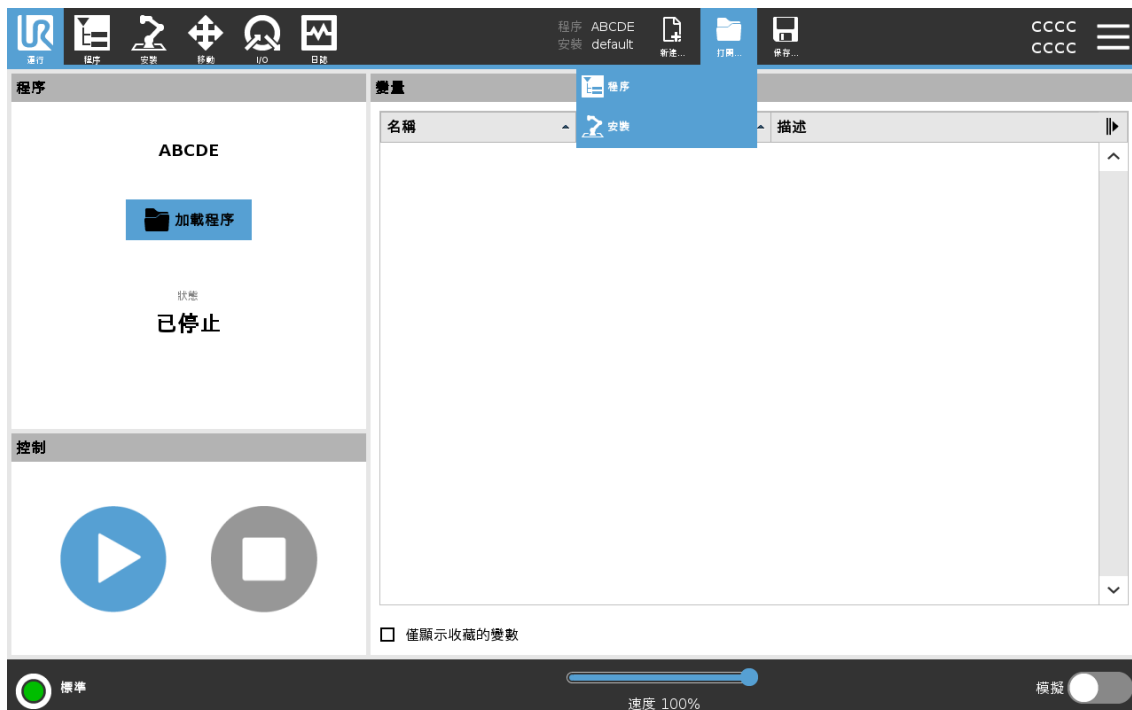 UR
運行
程序
安裝
移動
I/O
日誌
程序 ABCDE
安裝 default
新建...
打開...
保存...
CCCC
CCCC
程序
安裝
程序
ABCDE
加載程序
狀態
已停止
控制
變量
名稱
描述
僅顯示收藏的變數
標準
速度 100%
模擬